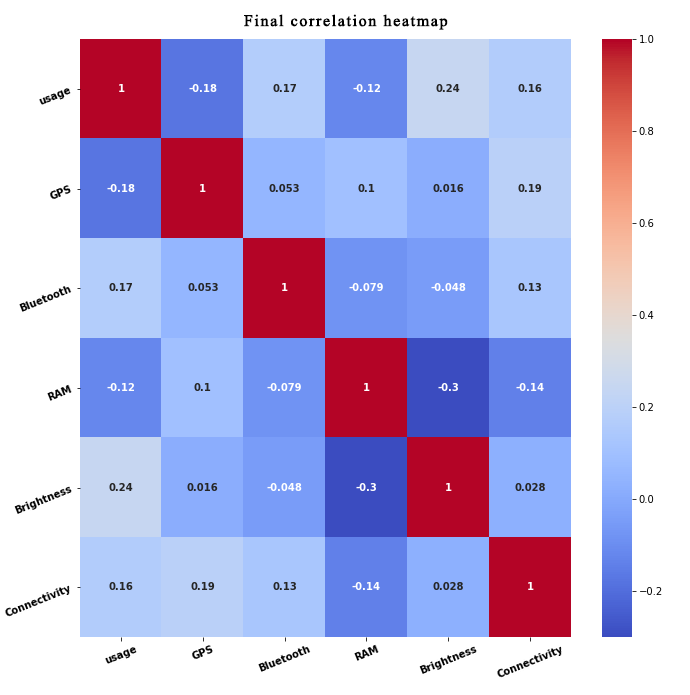 Final correlation heatmap
usage 1 -0.18 0.17 -0.12 0.24 0.16
GPS -0.18 1 0.053 0.1 0.016 0.19
Bluetooth 0.17 0.053 1 -0.079 -0.048 0.13
RAM -0.12 0.1 -0.079 1 -0.3 -0.14
Brightness 0.24 0.016 -0.048 -0.3 1 0.028
Connectivity 0.16 0.19 0.13 -0.14 0.028 1
usage GPS Bluetooth RAM Brightness Connectivity
1.0
0.8
0.6
0.4
0.2
0.0
−0.2